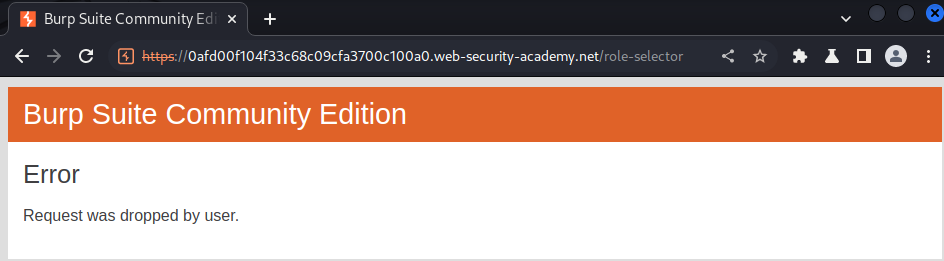 Burp Suite Community Edi
https://0afd00f104f33c68c09cfa3700c100a0.web-security-academy.net/role-selector
Burp Suite Community Edition
Error
Request was dropped by user.